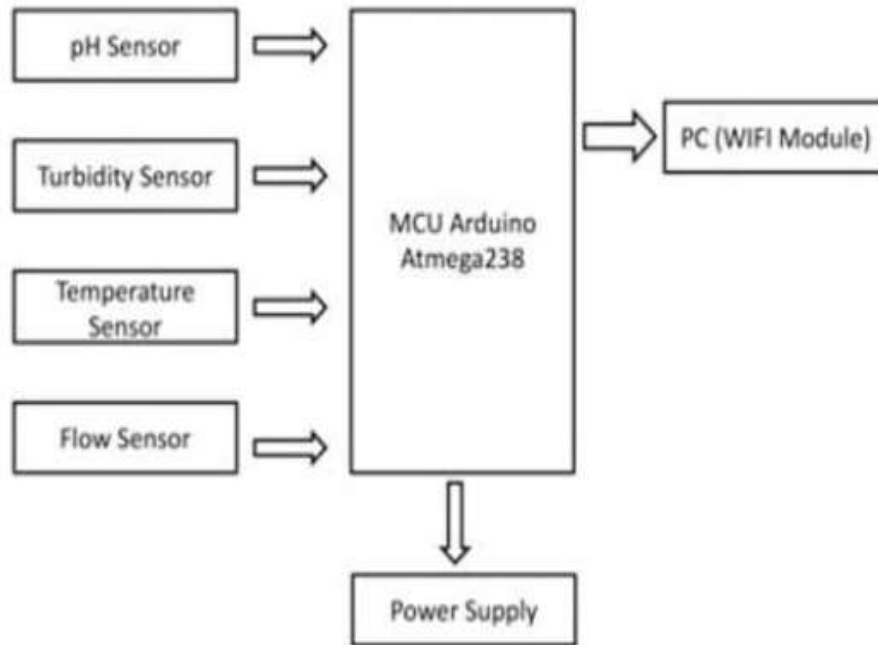 pH Sensor
Turbidity Sensor
Temperature
Sensor
Flow Sensor
MCU Arduino
Atmega238
PC (WIFI Module)
Power Supply